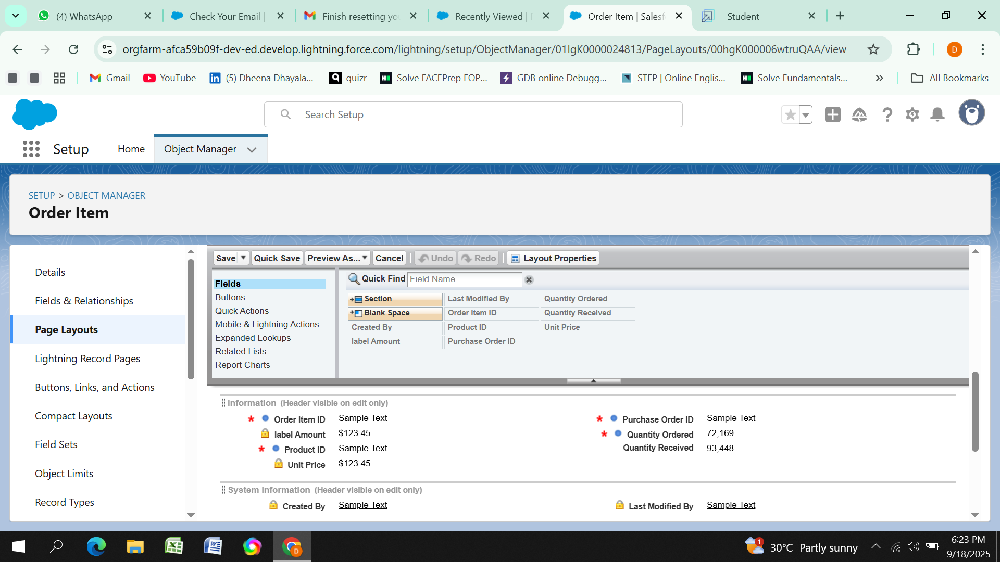 (4) WhatsApp
Check Your Email |
Finish resetting yo
Recently Viewed |
Order Item | Salesf
- Student
orgfarm-afca59b09f-dev-ed.develop.lightning.force.com/lightning/setup/ObjectManager/01IgK0000024813/PageLayouts/00hgK000006wtruQAA/view
D
Gmail
YouTube
(5) Dheena Dhayala...
quizr
Solve FACEPrep FOP...
GDB online Debugg...
STEP | Online Englis...
Solve Fundamentals...
All Bookmarks
Search Setup
Setup
Home
Object Manager
SETUP > OBJECT MANAGER
Order Item
Details
Fields & Relationships
Page Layouts
Lightning Record Pages
Buttons, Links, and Actions
Compact Layouts
Field Sets
Object Limits
Record Types
Save
Quick Save
Preview As...
Cancel
Undo
Redo
Layout Properties
Fields
Buttons
Quick Actions
Mobile & Lightning Actions
Expanded Lookups
Related Lists
Report Charts
Quick Find
Field Name
Section
Last Modified By
Quantity Ordered
Blank Space
Order Item ID
Quantity Received
Created By
Product ID
Unit Price
label Amount
Purchase Order ID
Information (Header visible on edit only)
* Order Item ID Sample Text
* Purchase Order ID Sample Text
label Amount $123.45
* Quantity Ordered 72,169
* Product ID Sample Text
Quantity Received 93,448
Unit Price $123.45
System Information (Header visible on edit only)
Created By Sample Text
Last Modified By Sample Text
1
30°C Partly sunny
6:23 PM
9/18/2025